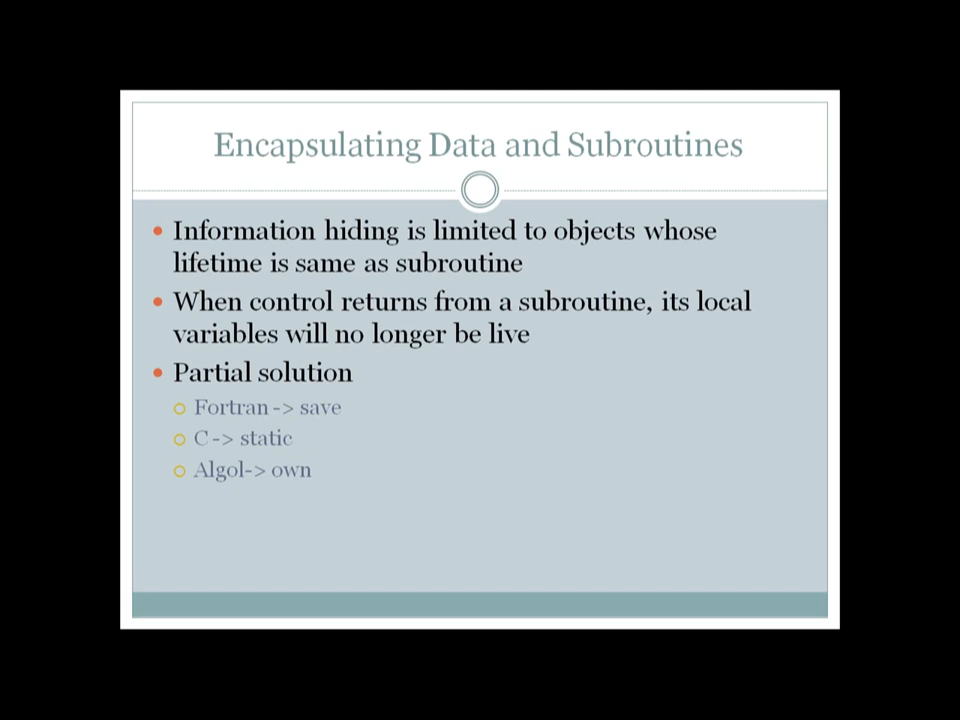 Encapsulating Data and Subroutines
• Information hiding is limited to objects whose
lifetime is same as subroutine
• When control returns from a subroutine, its local
variables will no longer be live
• Partial solution
○ Fortran -> save
○ C -> static
○ Algol-> own